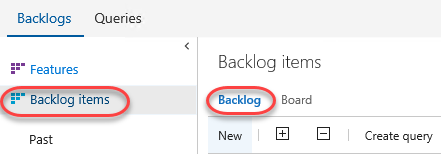 Backlogs Queries
Features
Backlog items
Past
Backlog items
Backlog Board
New Create query